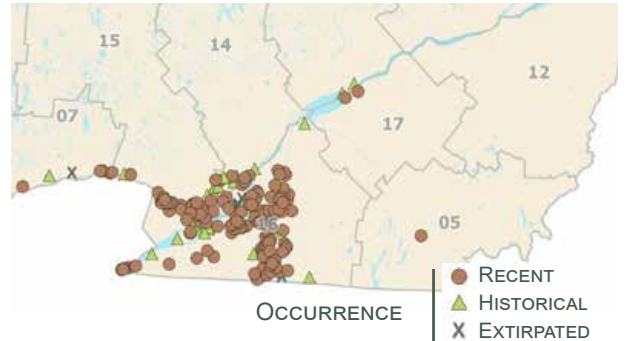 15
14
12
07
17
16
05
OCCURRENCE
RECENT
HISTORICAL
X EXTIRPATED